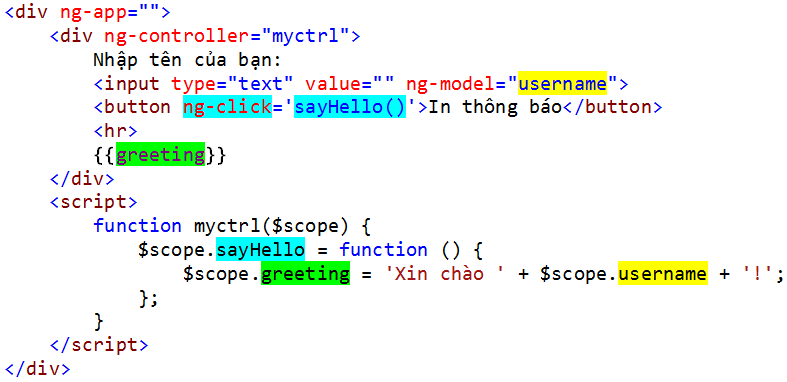 <div ng-app="">
<div ng-controller="myctrl">
Nhập tên của bạn:
<input type="text" value="" ng-model="username">
<button ng-click='sayHello()'>In thông báo</button>
<hr>
{{greeting}}
</div>
<script>
function myctrl($scope) {
$scope.sayHello = function () {
$scope.greeting = 'Xin chào ' + $scope.username + '!';
};
}
</script>
</div>